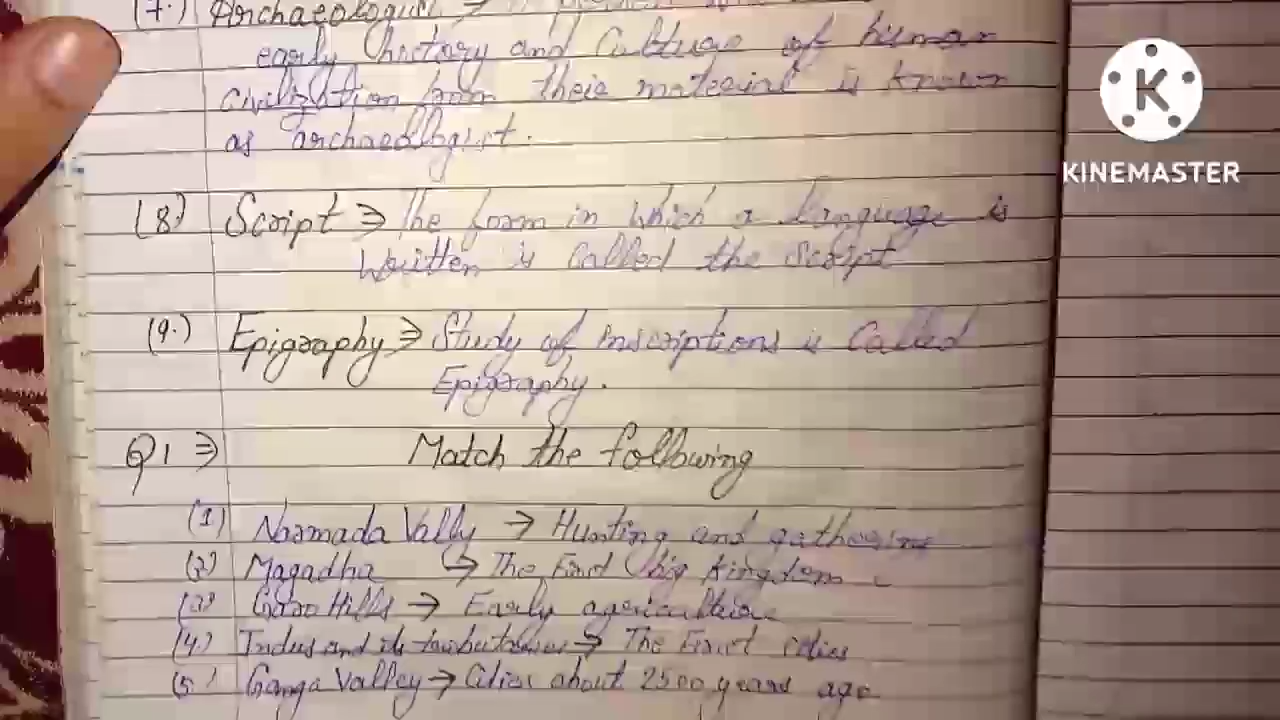 (7.) Archaeologist ⇒ A person who
early history and Culture of human
civilization from their material is known
as archaeologist.
(8) Script ⇒ The form in which a language is
written is called the script
(9.) Epigraphy ⇒ Study of Inscriptions is Called
Epigraphy.
Q1 ⇒ Match the following
(1) Narmada Vally → Hunting and gathering
(2) Magadha → The First big kingdom
(3) Garo Hills → Early agriculture
(4.) Indus and its tributaries → The First cities
(5.) Ganga Valley → Cities about 2500 years ago
K
KINEMASTER